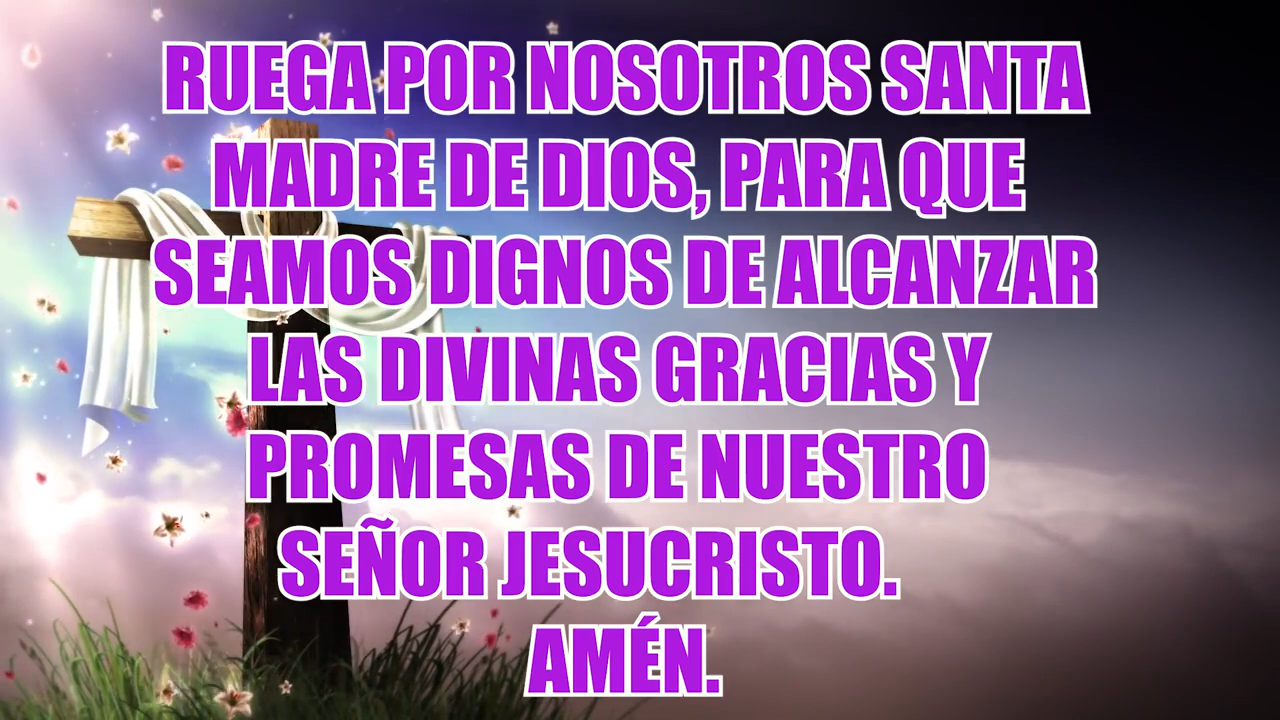 RUEGA POR NOSOTROS SANTA
MADRE DE DIOS, PARA QUE
SEAMOS DIGNOS DE ALCANZAR
LAS DIVINAS GRACIAS Y
PROMESAS DE NUESTRO
SEÑOR JESUCRISTO.
AMÉN.